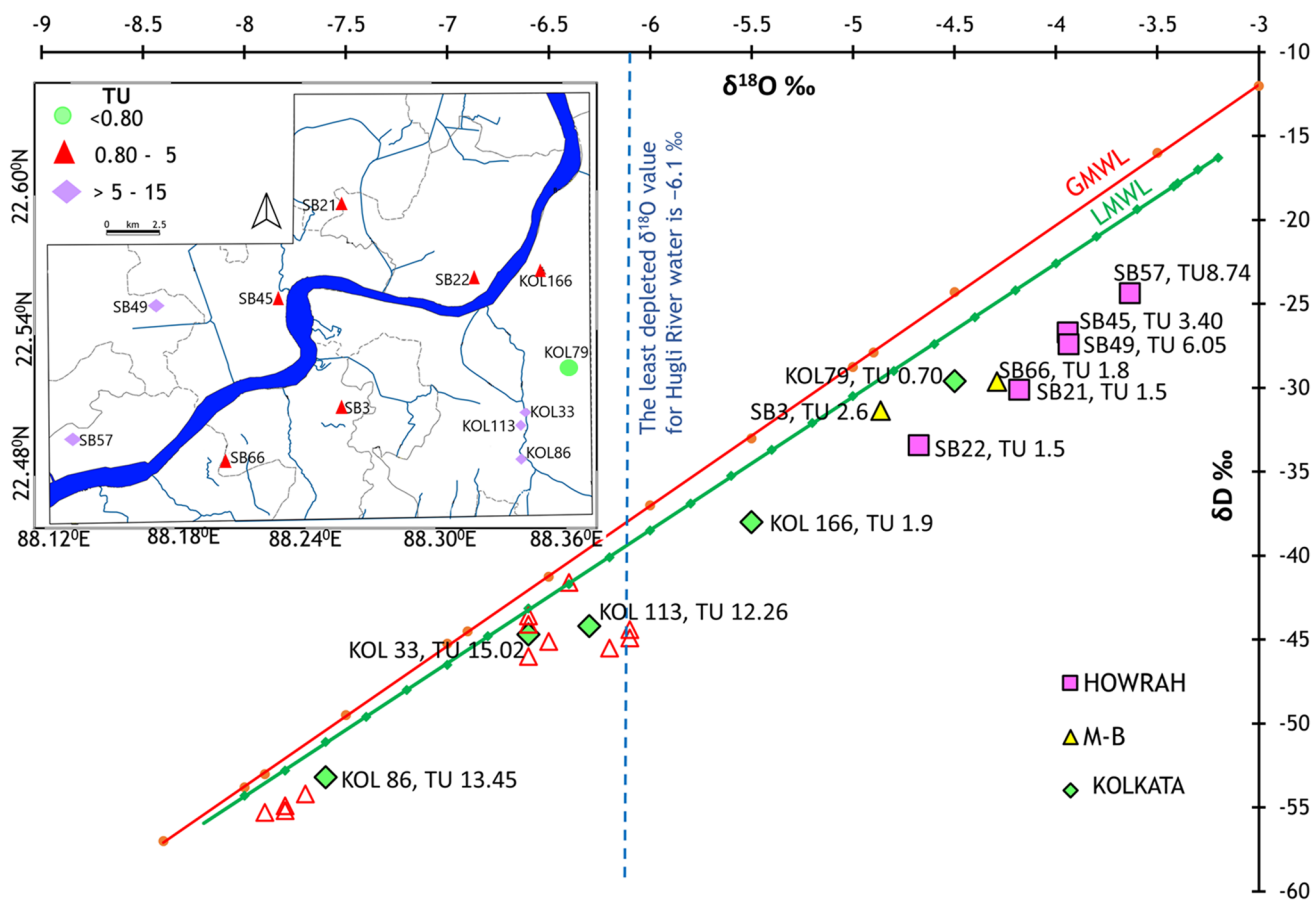 -9 -8.5 -8 -7.5 -7 -6.5 -6 -5.5 -5 -4.5 -4 -3.5 -3
δ¹⁸O ‰
-10
-15
-20
-25
-30
-35
-40
-45
-50
-55
-60
δD ‰
TU
<0.80
0.80 - 5
> 5 - 15
0 km 2.5
22.60⁰N
22.54⁰N
22.48⁰N
88.12⁰E 88.18⁰E 88.24⁰E 88.30⁰E 88.36⁰E
SB21
SB22
KOL166
SB45
SB49
KOL79
SB3
KOL33
KOL113
SB57
SB66
KOL86
The least depleted δ¹⁸O value
for Hugli River water is −6.1 ‰
GMWL
LMWL
SB57, TU8.74
SB45, TU 3.40
SB49, TU 6.05
SB66, TU 1.8
KOL79, TU 0.70
SB21, TU 1.5
SB3, TU 2.6
SB22, TU 1.5
KOL 166, TU 1.9
KOL 113, TU 12.26
KOL 33, TU 15.02
KOL 86, TU 13.45
HOWRAH
M-B
KOLKATA